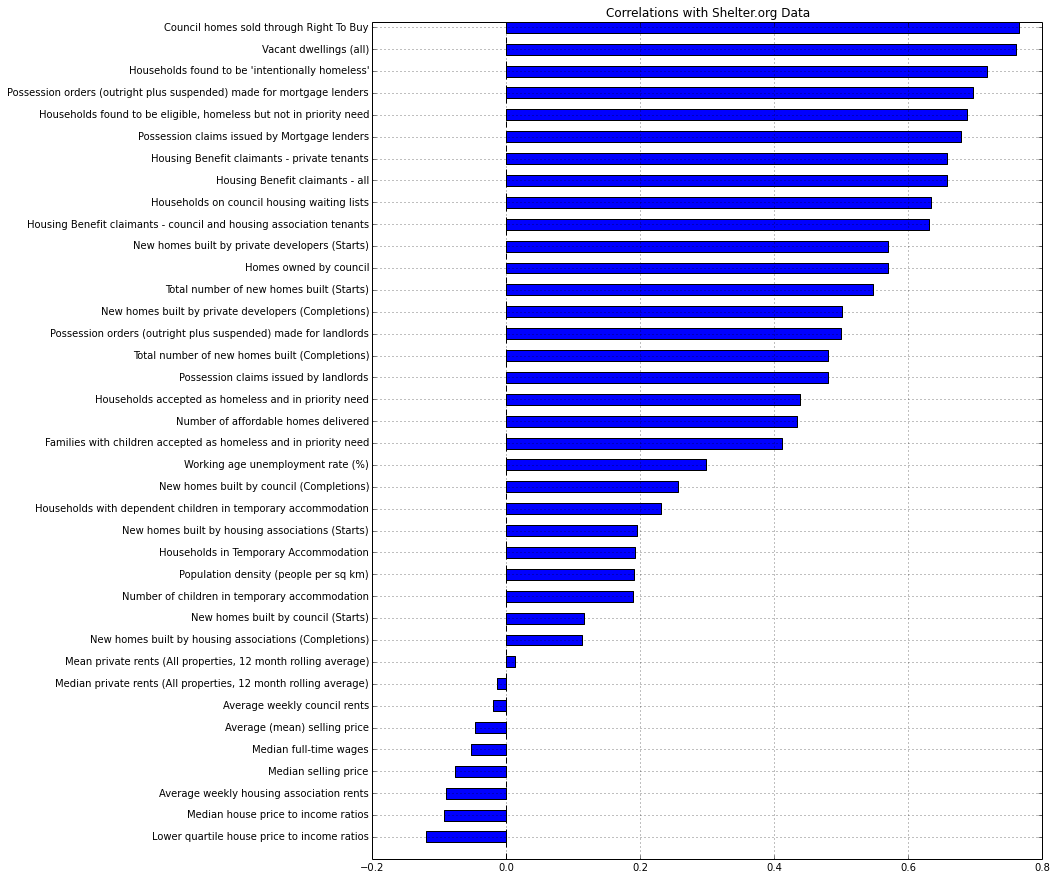 Correlations with Shelter.org Data
Council homes sold through Right To Buy
Vacant dwellings (all)
Households found to be 'intentionally homeless'
Possession orders (outright plus suspended) made for mortgage lenders
Households found to be eligible, homeless but not in priority need
Possession claims issued by Mortgage lenders
Housing Benefit claimants - private tenants
Housing Benefit claimants - all
Households on council housing waiting lists
Housing Benefit claimants - council and housing association tenants
New homes built by private developers (Starts)
Homes owned by council
Total number of new homes built (Starts)
New homes built by private developers (Completions)
Possession orders (outright plus suspended) made for landlords
Total number of new homes built (Completions)
Possession claims issued by landlords
Households accepted as homeless and in priority need
Number of affordable homes delivered
Families with children accepted as homeless and in priority need
Working age unemployment rate (%)
New homes built by council (Completions)
Households with dependent children in temporary accommodation
New homes built by housing associations (Starts)
Households in Temporary Accommodation
Population density (people per sq km)
Number of children in temporary accommodation
New homes built by council (Starts)
New homes built by housing associations (Completions)
Mean private rents (All properties, 12 month rolling average)
Median private rents (All properties, 12 month rolling average)
Average weekly council rents
Average (mean) selling price
Median full-time wages
Median selling price
Average weekly housing association rents
Median house price to income ratios
Lower quartile house price to income ratios
−0.2 0.0 0.2 0.4 0.6 0.8